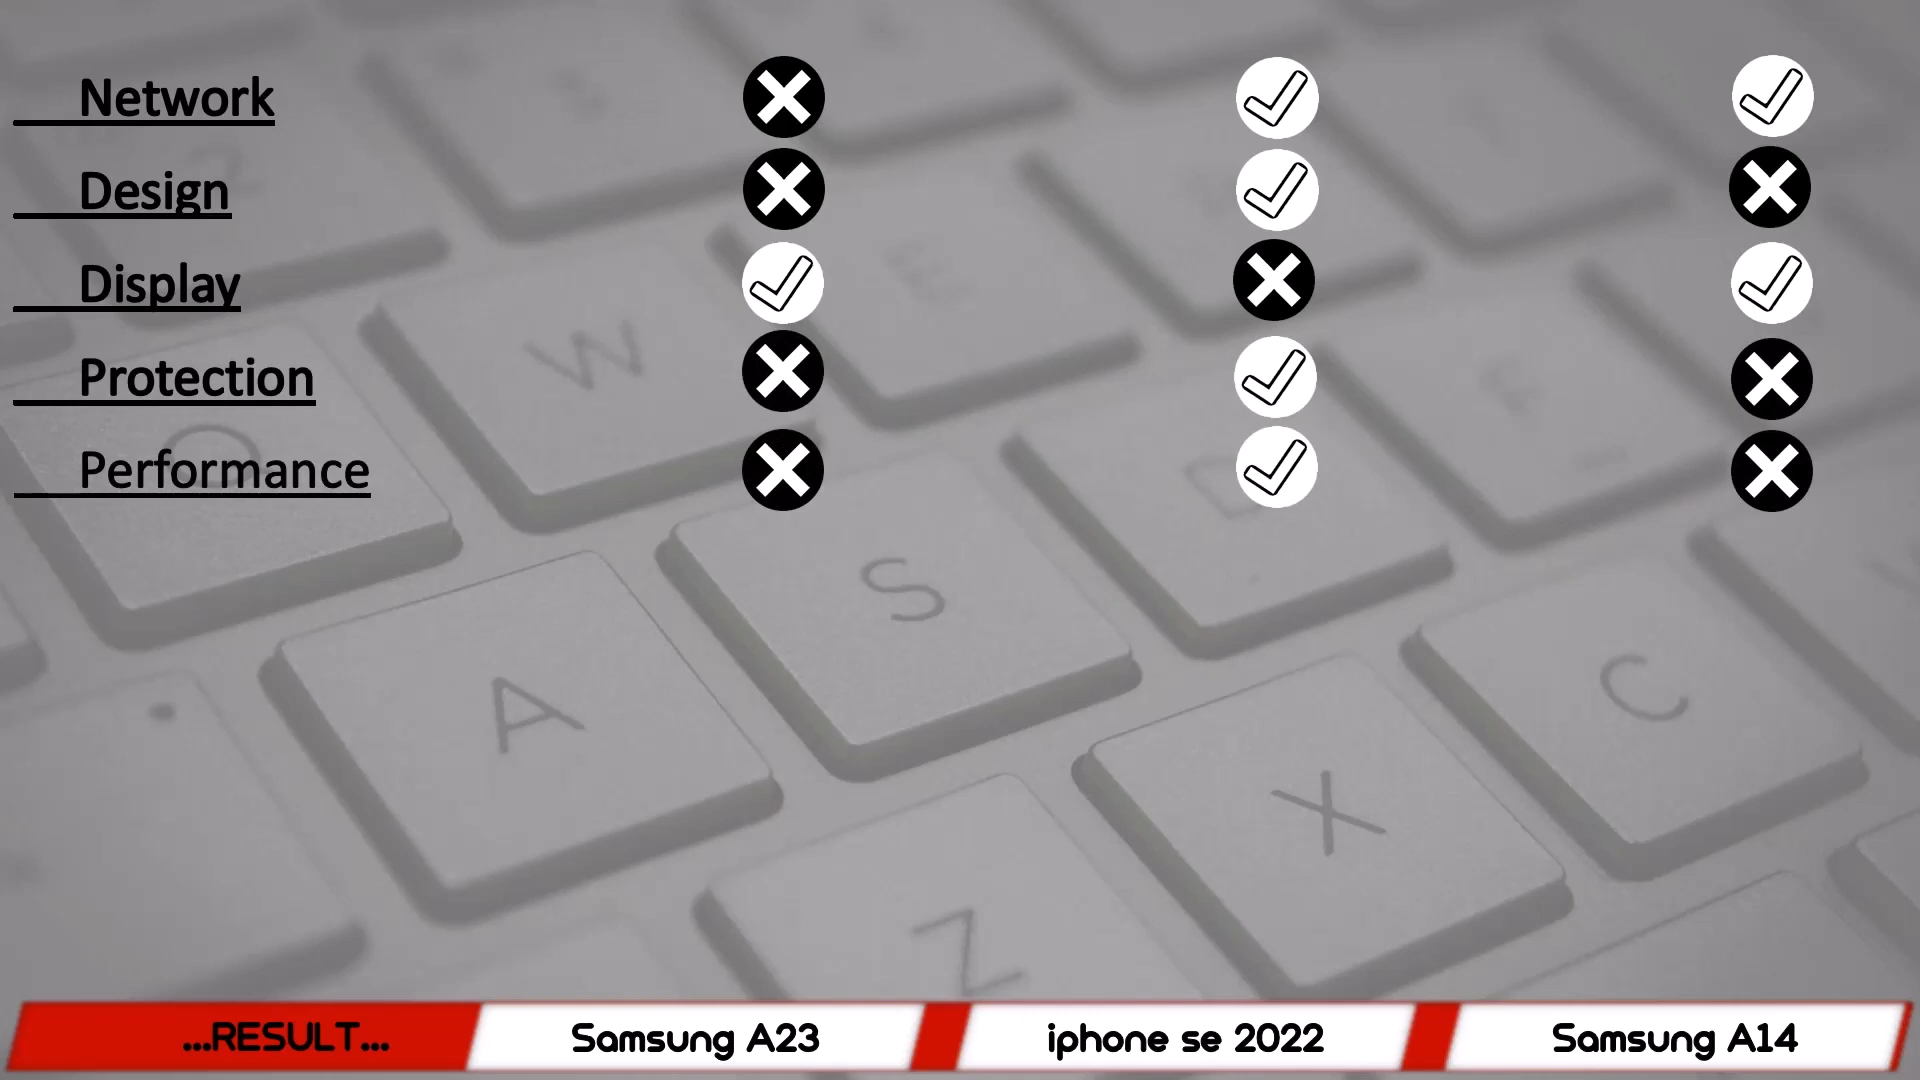 Network
Design
Display
Protection
Performance
W
A
S
X
C
Z
...RESULT... Samsung A23 iphone se 2022 Samsung A14